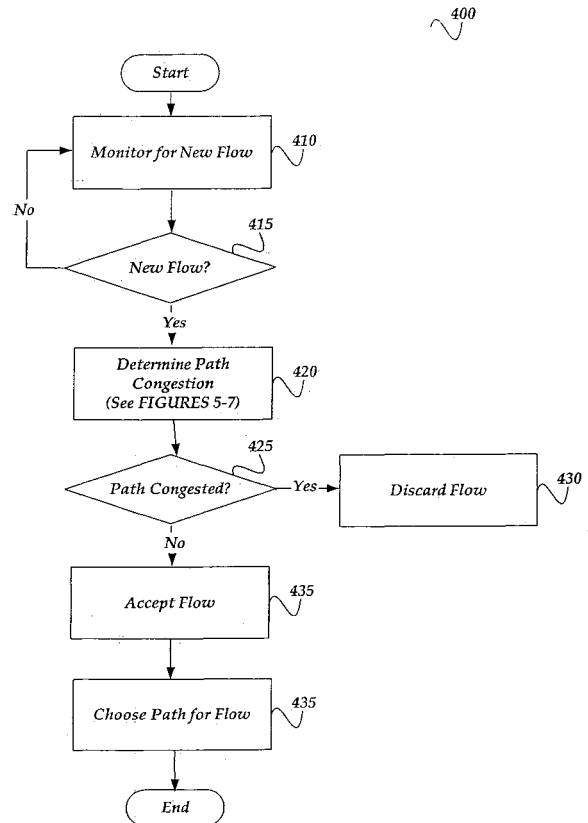 400
Start
Monitor for New Flow
410
No
415
New Flow?
Yes
Determine Path
Congestion
(See FIGURES 5-7)
420
425
Path Congested?
Yes
Discard Flow
430
No
Accept Flow
435
Choose Path for Flow
435
End